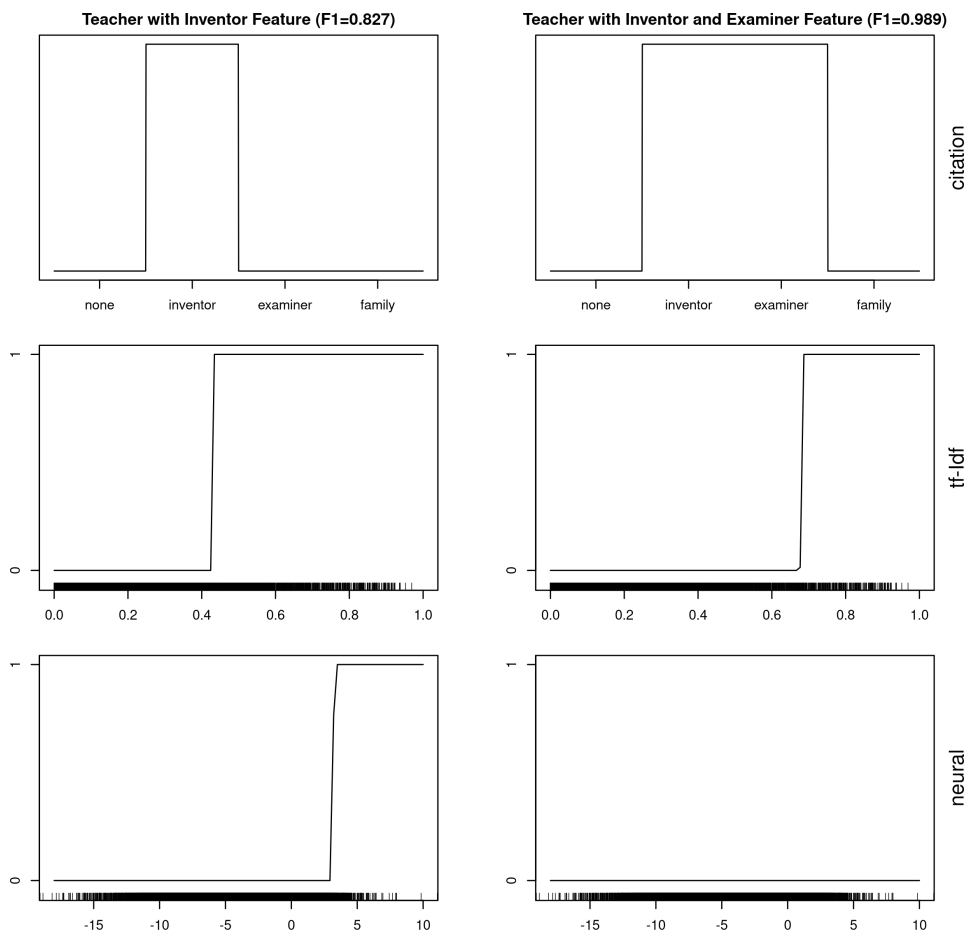 Teacher with Inventor Feature (F1=0.827)
Teacher with Inventor and Examiner Feature (F1=0.989)
none inventor examiner family
none inventor examiner family
citation
1
0
0.0 0.2 0.4 0.6 0.8 1.0
1
0
0.0 0.2 0.4 0.6 0.8 1.0
tf-Idf
1
0
-15 -10 -5 0 5 10
1
0
-15 -10 -5 0 5 10
neural